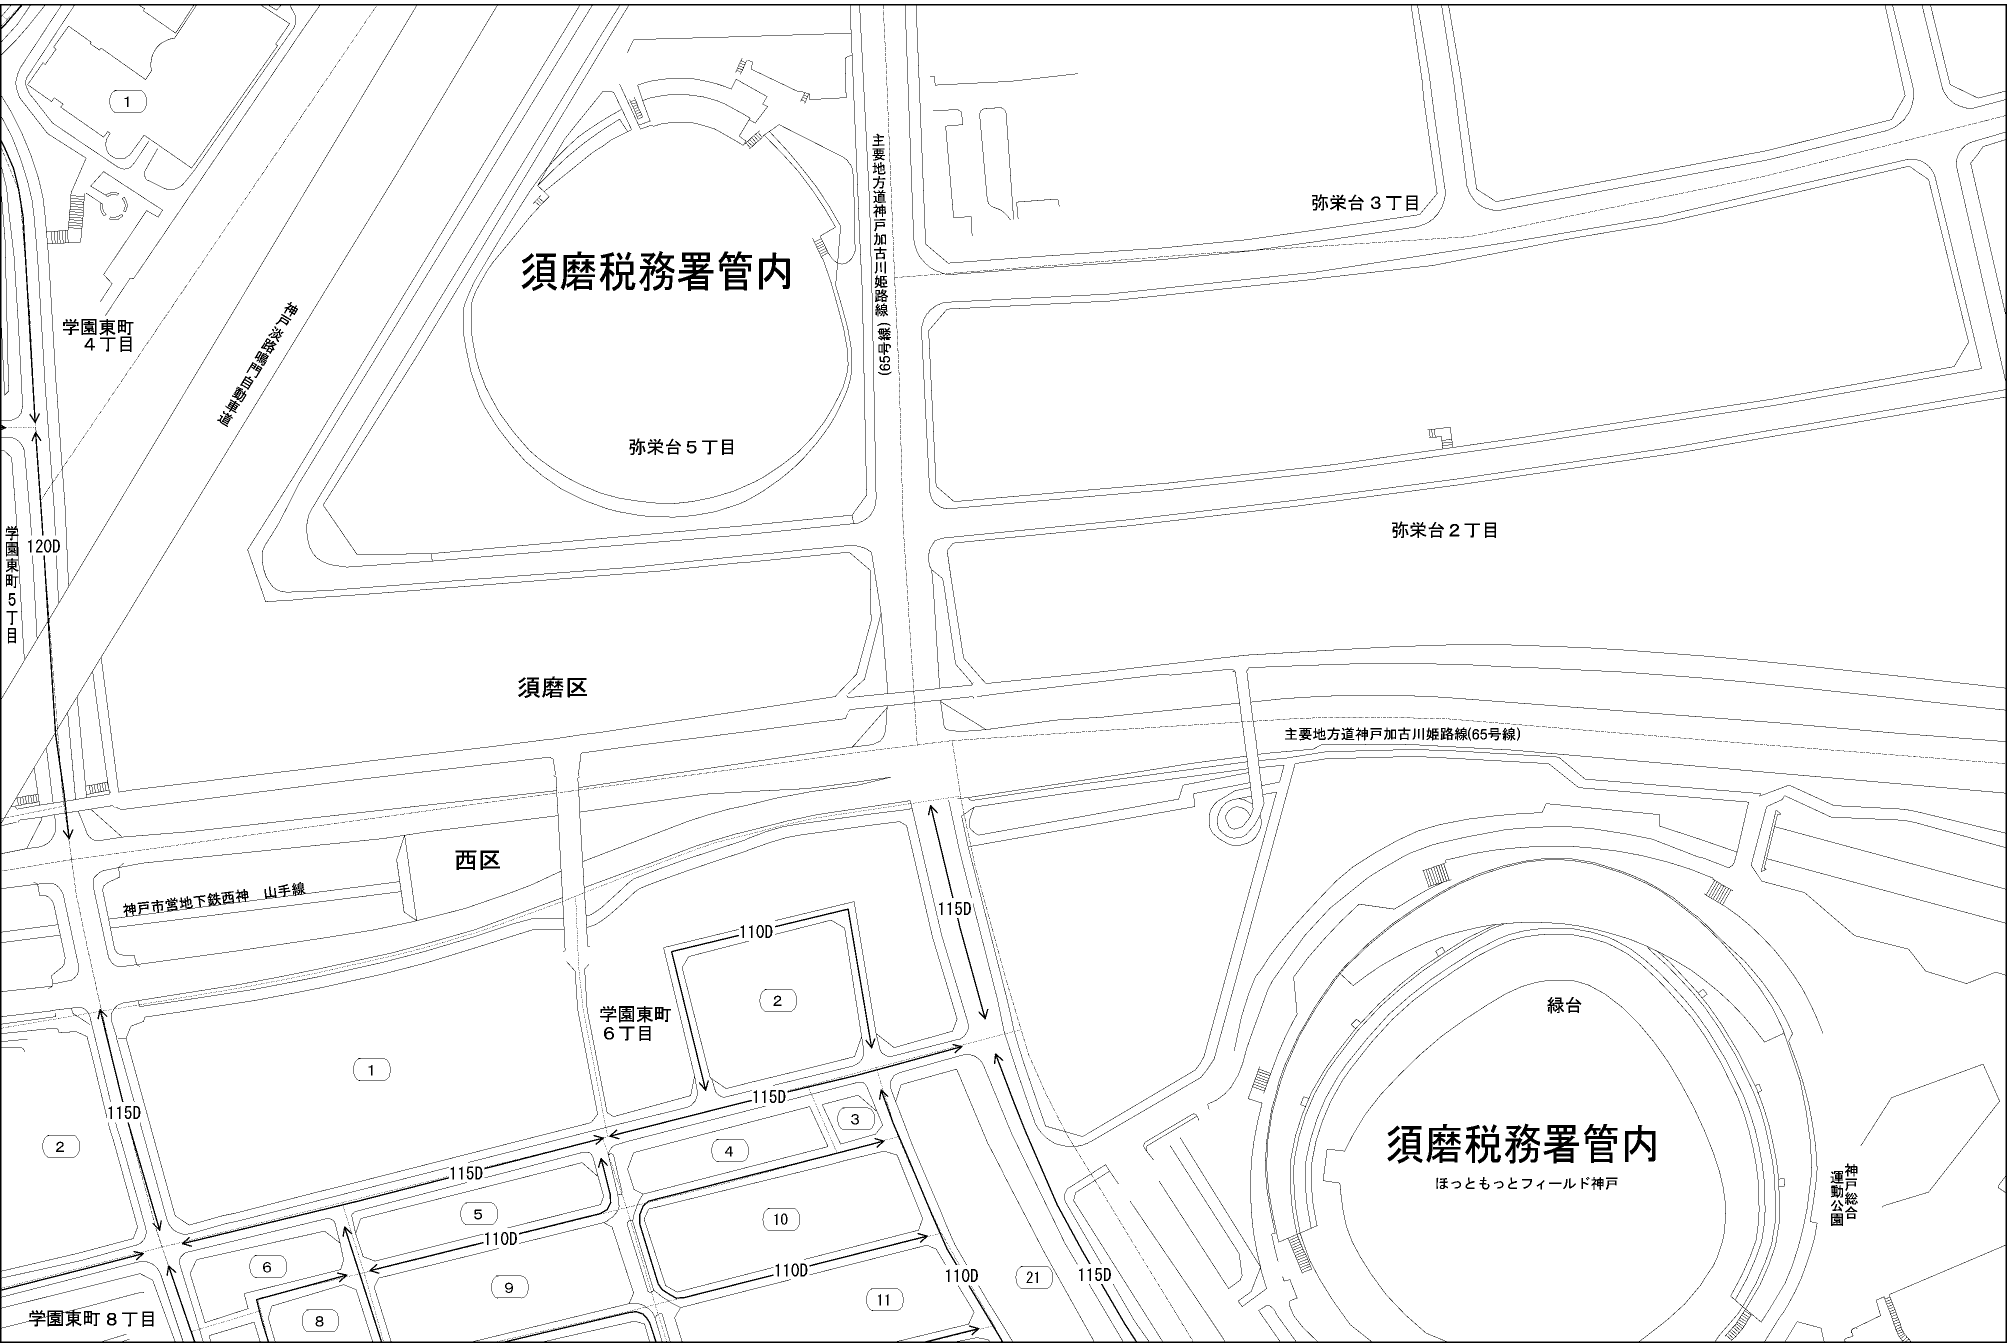 1
主要地方道神戸加古川姫路線(65号線)
弥栄台3丁目
須磨税務署管内
学園東町
4丁目
神戸淡路鳴門自動車道
弥栄台5丁目
弥栄台2丁目
学園東町5丁目
120D
須磨区
主要地方道神戸加古川姫路線(65号線)
西区
神戸市営地下鉄西神 山手線
115D
110D
2
学園東町
6丁目
緑台
1
115D
115D
3
2
4
須磨税務署管内
ほっともっとフィールド神戸
神戸総合
運動公園
115D
5
10
110D
6
110D
110D
21
115D
9
11
8
学園東町8丁目